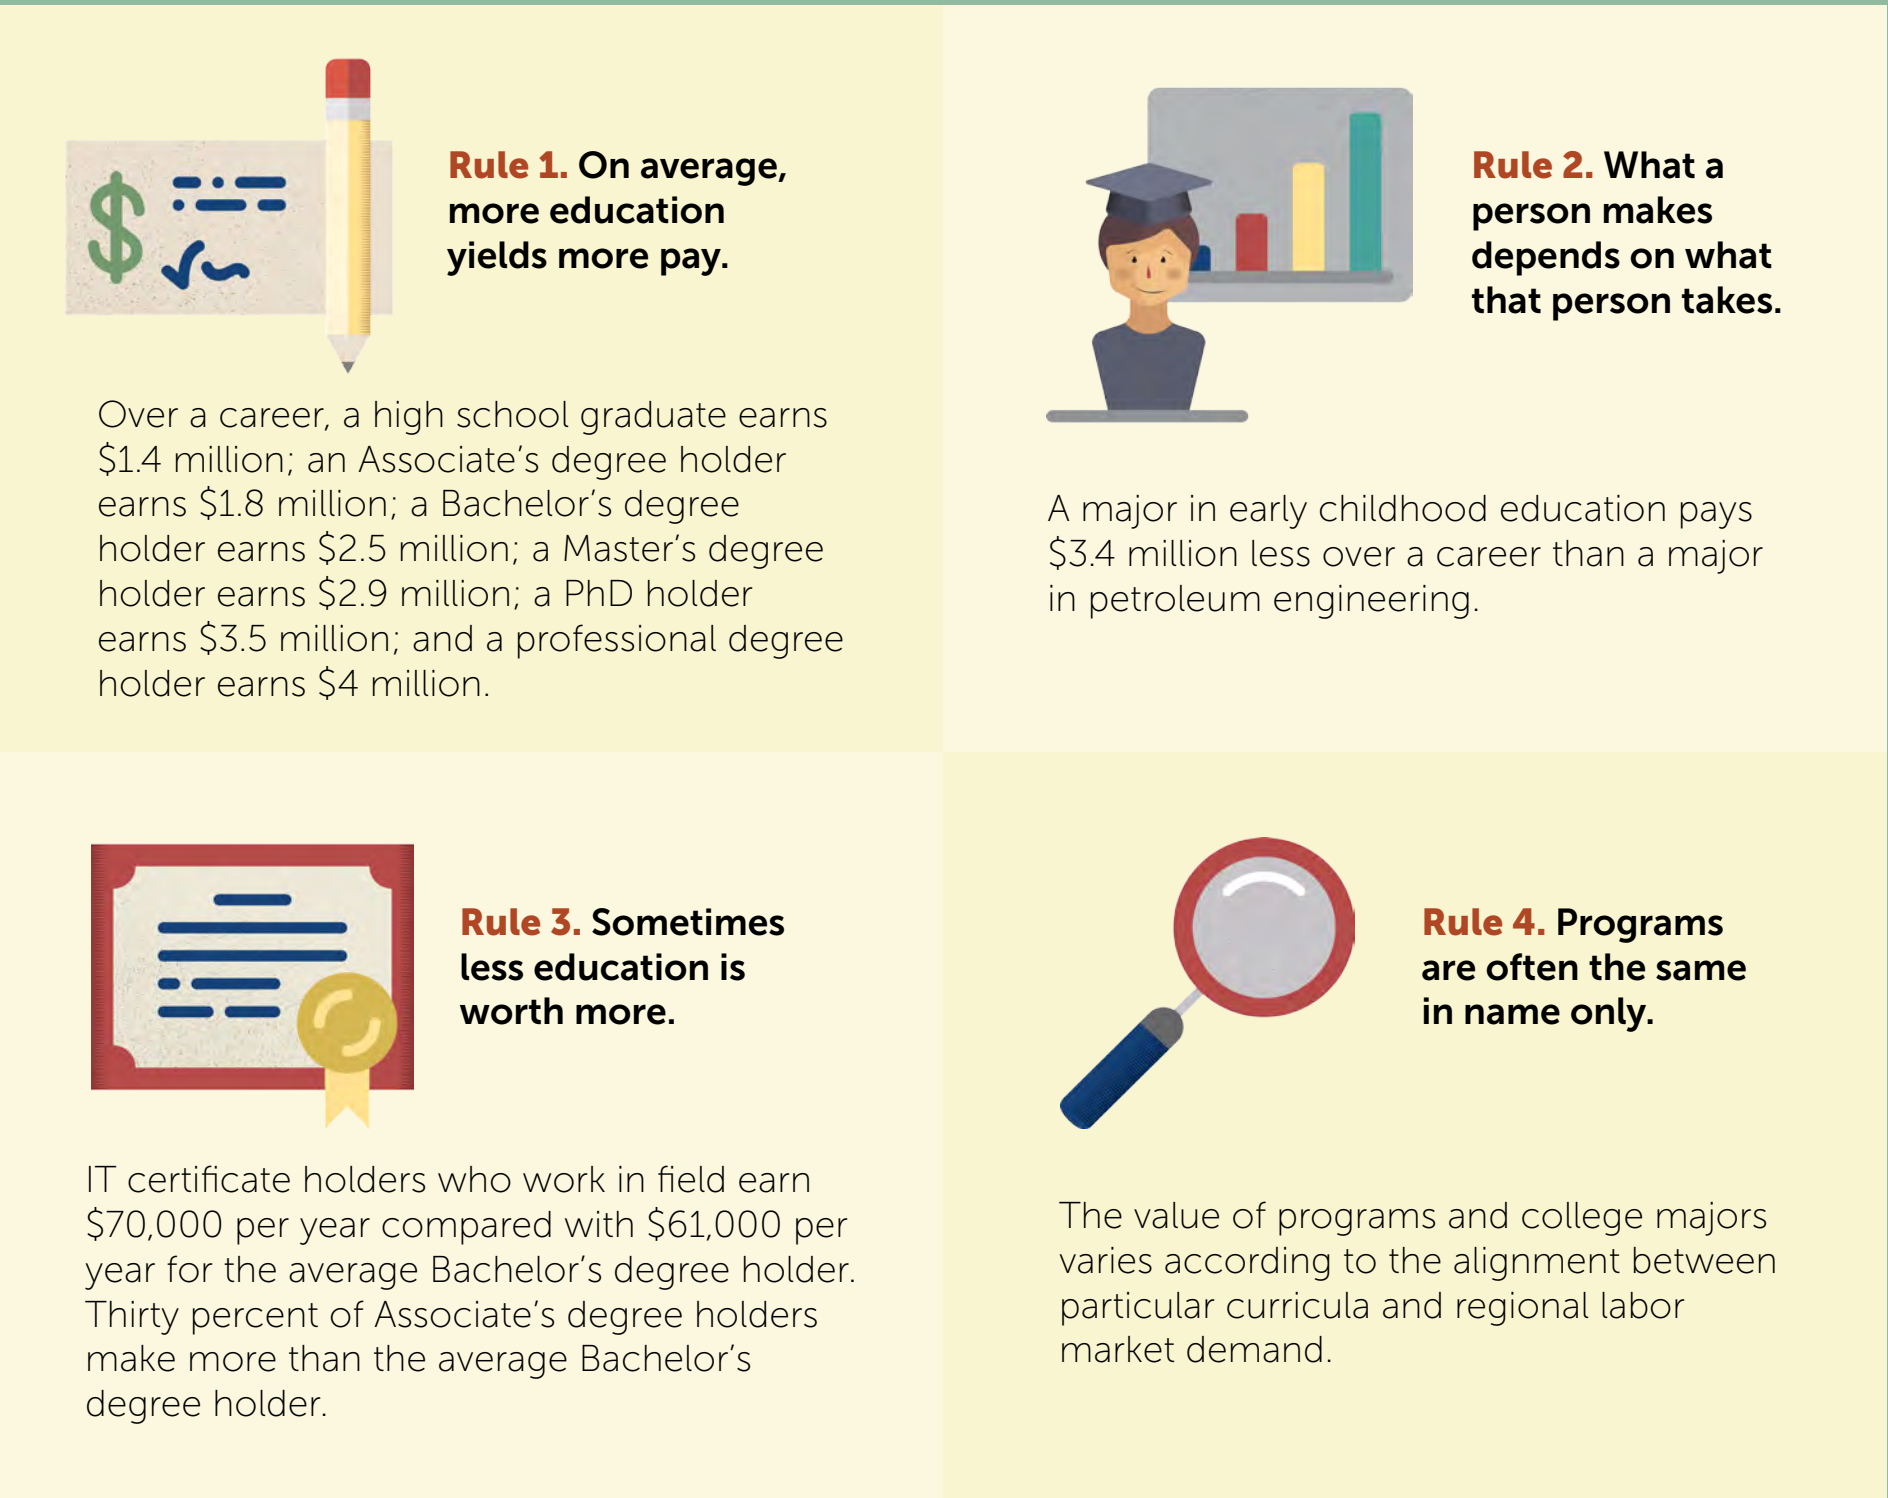 Rule 1. On average,
more education
yields more pay.
Over a career, a high school graduate earns
$1.4 million; an Associate’s degree holder
earns $1.8 million; a Bachelor’s degree
holder earns $2.5 million; a Master’s degree
holder earns $2.9 million; a PhD holder
earns $3.5 million; and a professional degree
holder earns $4 million.
Rule 2. What a
person makes
depends on what
that person takes.
A major in early childhood education pays
$3.4 million less over a career than a major
in petroleum engineering.
Rule 3. Sometimes
less education is
worth more.
IT certificate holders who work in field earn
$70,000 per year compared with $61,000 per
year for the average Bachelor’s degree holder.
Thirty percent of Associate’s degree holders
make more than the average Bachelor’s
degree holder.
Rule 4. Programs
are often the same
in name only.
The value of programs and college majors
varies according to the alignment between
particular curricula and regional labor
market demand.